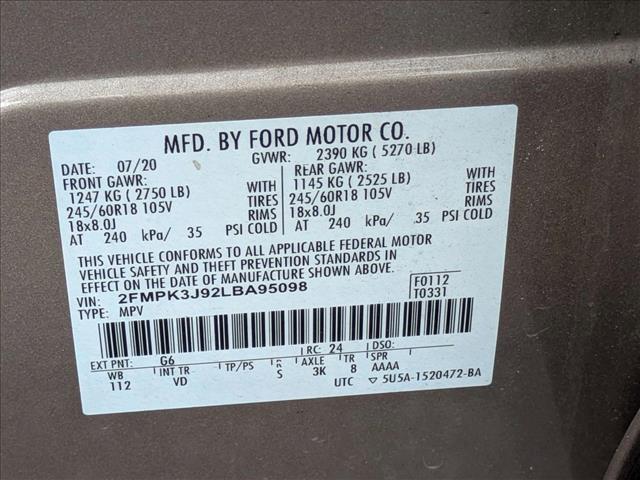 MFD. BY FORD MOTOR CO.
DATE: 07/20 GVWR: 2390 KG ( 5270 LB)
FRONT GAWR: REAR GAWR:
1247 KG ( 2750 LB) WITH 1145 KG ( 2525 LB) WITH
245/60R18 105V TIRES 245/60R18 105V TIRES
18x8.0J RIMS 18x8.0J RIMS
AT 240 kPa/ 35 PSI COLD AT 240 kPa/ 35 PSI COLD
THIS VEHICLE CONFORMS TO ALL APPLICABLE FEDERAL MOTOR
VEHICLE SAFETY AND THEFT PREVENTION STANDARDS IN
EFFECT ON THE DATE OF MANUFACTURE SHOWN ABOVE.
VIN: 2FMPK3J92LBA95098 F0112
TYPE: MPV T0331
EXT PNT: G6 RC: 24 DSO:
WB INT TR TP/PS R AXLE TR SPR
112 VD S 3K 8 AAAA
UTC ▽ 5U5A-1520472-BA